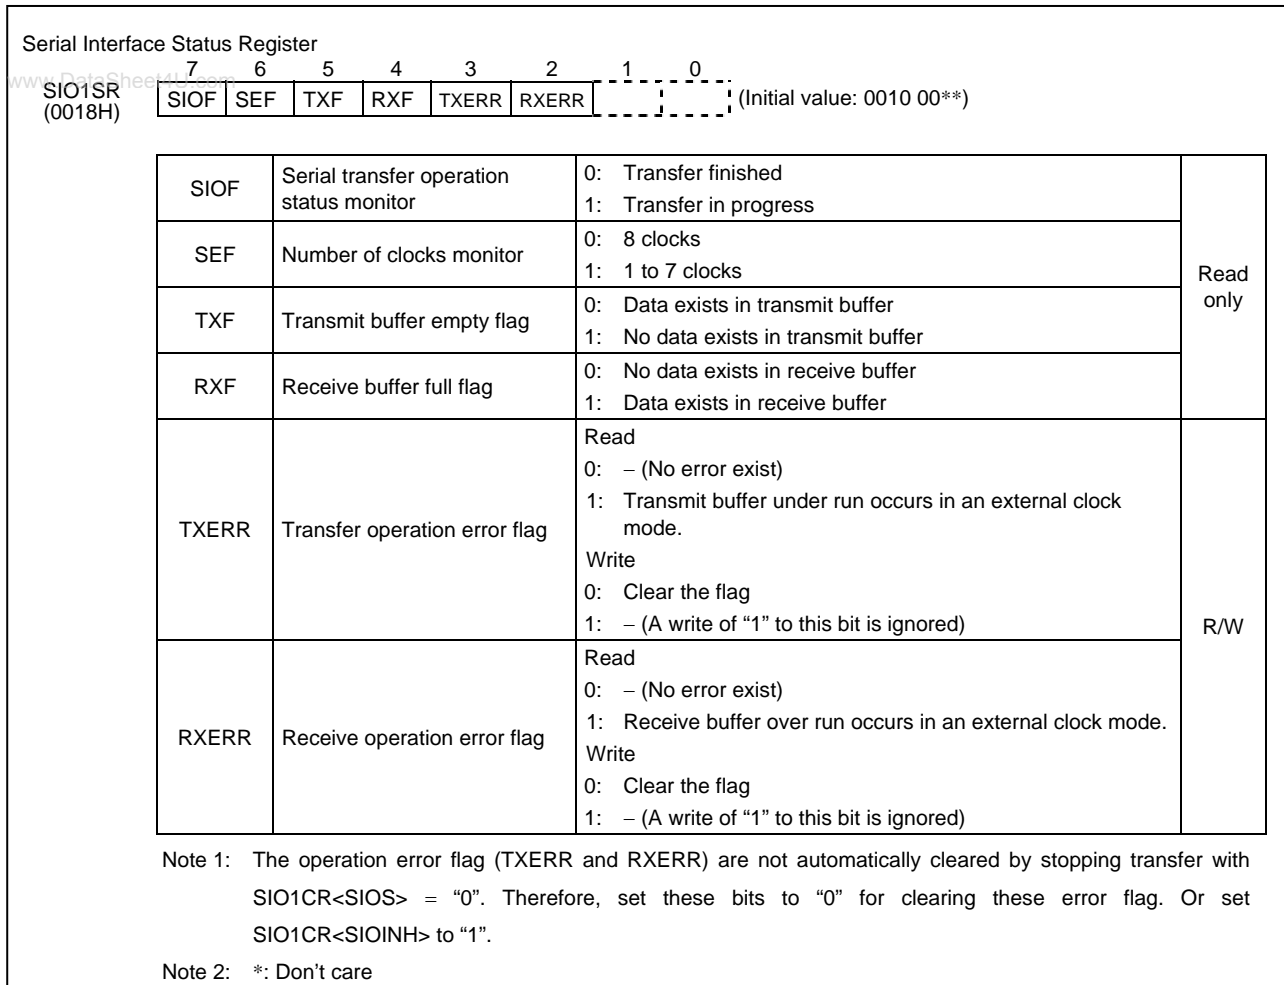 Serial Interface Status Register
www.DataSheet4U.com
7 6 5 4 3 2 1 0
SIO1SR
(0018H)
SIOF SEF TXF RXF TXERR RXERR (Initial value: 0010 00**)
SIOF
Serial transfer operation
status monitor
0: Transfer finished
1: Transfer in progress
SEF
Number of clocks monitor
0: 8 clocks
1: 1 to 7 clocks
TXF
Transmit buffer empty flag
0: Data exists in transmit buffer
1: No data exists in transmit buffer
RXF
Receive buffer full flag
0: No data exists in receive buffer
1: Data exists in receive buffer
Read
only
TXERR
Transfer operation error flag
Read
0: − (No error exist)
1: Transmit buffer under run occurs in an external clock
mode.
Write
0: Clear the flag
1: − (A write of “1” to this bit is ignored)
RXERR
Receive operation error flag
Read
0: − (No error exist)
1: Receive buffer over run occurs in an external clock mode.
Write
0: Clear the flag
1: − (A write of “1” to this bit is ignored)
R/W
Note 1: The operation error flag (TXERR and RXERR) are not automatically cleared by stopping transfer with
SIO1CR<SIOS> = “0”. Therefore, set these bits to “0” for clearing these error flag. Or set
SIO1CR<SIOINH> to “1”.
Note 2: *: Don’t care